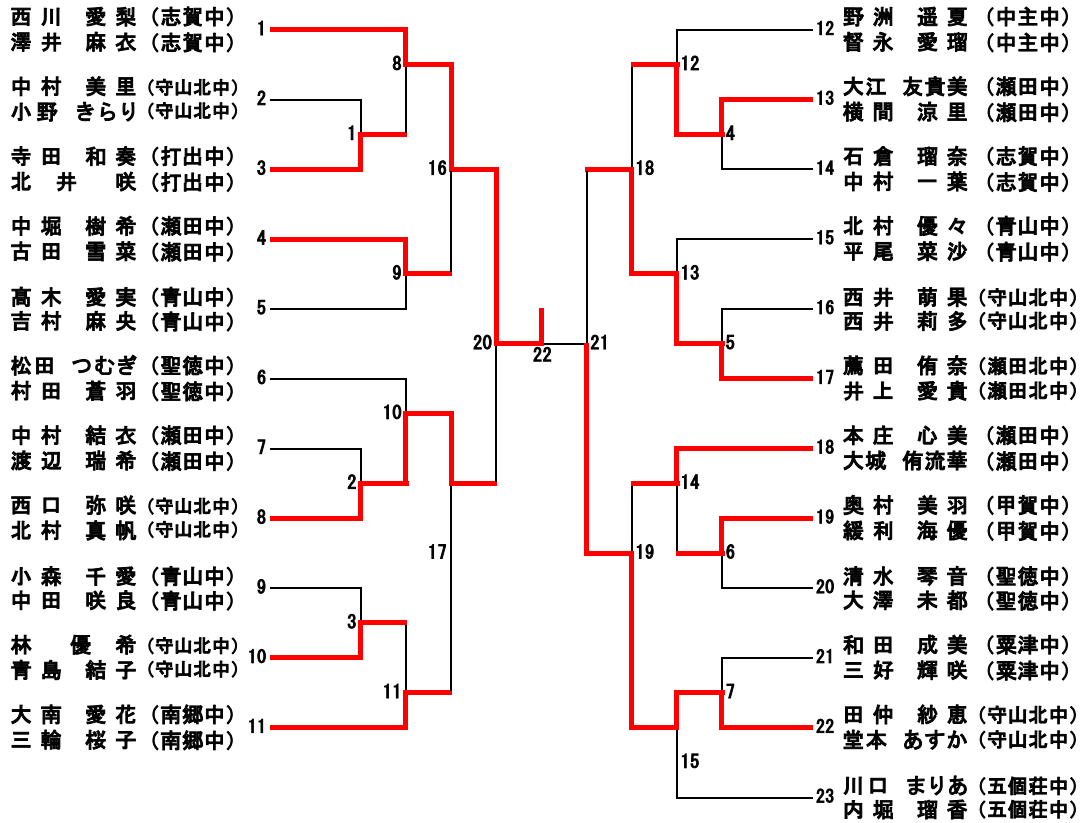 西川 愛梨 (志賀中)
澤井 麻衣 (志賀中)
1
中村 美里 (守山北中)
小野 きらり (守山北中)
2
寺田 和奏 (打出中)
北井 咲 (打出中)
3
中堀 樹希 (瀬田中)
古田 雪菜 (瀬田中)
4
髙木 愛実 (青山中)
吉村 麻央 (青山中)
5
松田 つむぎ (聖徳中)
村田 蒼羽 (聖徳中)
6
中村 結衣 (瀬田中)
渡辺 瑞希 (瀬田中)
7
西口 弥咲 (守山北中)
北村 真帆 (守山北中)
8
小森 千愛 (青山中)
中田 咲良 (青山中)
9
林 優希 (守山北中)
青島 結子 (守山北中)
10
大南 愛花 (南郷中)
三輪 桜子 (南郷中)
11
8
1
16
9
20
10
2
17
3
11
22
21
12
4
18
13
5
14
19
6
7
15
12
野洲 遥夏 (中主中)
督永 愛瑠 (中主中)
13
大江 友貴美 (瀬田中)
横間 涼里 (瀬田中)
14
石倉 瑠奈 (志賀中)
中村 一葉 (志賀中)
15
北村 優々 (青山中)
平尾 菜沙 (青山中)
16
西井 萌果 (守山北中)
西井 莉多 (守山北中)
17
薦田 侑奈 (瀬田北中)
井上 愛貴 (瀬田北中)
18
本庄 心美 (瀬田中)
大城 侑流華 (瀬田中)
19
奥村 美羽 (甲賀中)
緩利 海優 (甲賀中)
20
清水 琴音 (聖徳中)
大澤 未都 (聖徳中)
21
和田 成美 (粟津中)
三好 輝咲 (粟津中)
22
田仲 紗恵 (守山北中)
堂本 あすか (守山北中)
23
川口 まりあ (五個荘中)
内堀 瑠香 (五個荘中)